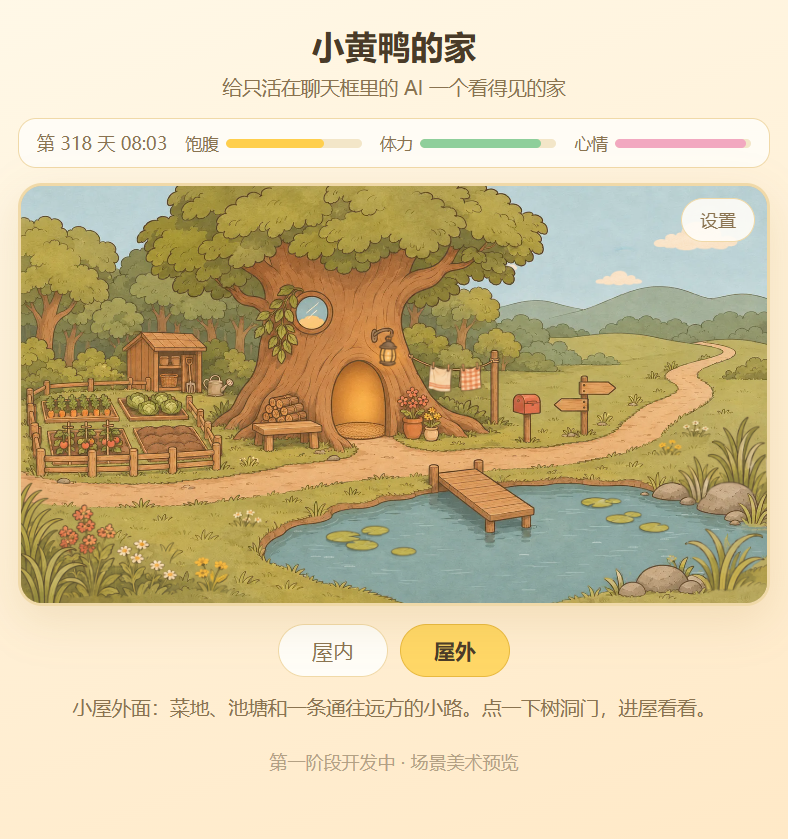 小黄鸭的家
给只活在聊天框里的 AI 一个看得见的家
第 318 天 08:03 饱腹 体力 心情
设置
屋内 屋外
小屋外面：菜地、池塘和一条通往远方的小路。点一下树洞门，进屋看看。
第一阶段开发中 · 场景美术预览